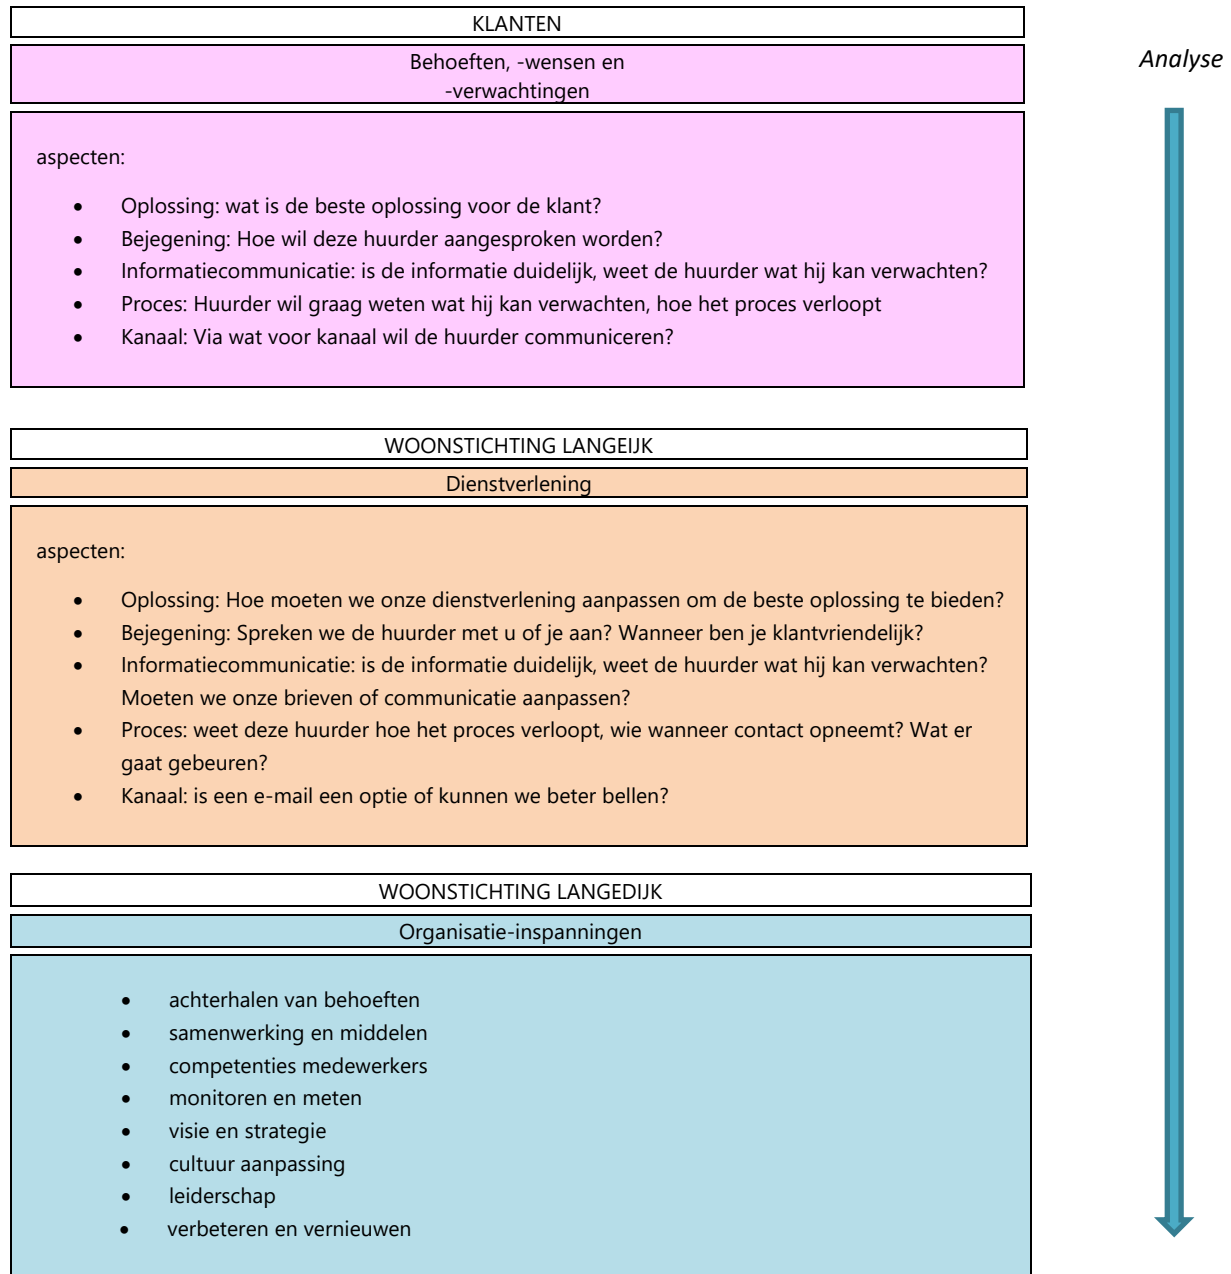 KLANTEN
Behoeften, -wensen en
-verwachtingen
Analyse
aspecten:
• Oplossing: wat is de beste oplossing voor de klant?
• Bejegening: Hoe wil deze huurder aangesproken worden?
• Informatiecommunicatie: is de informatie duidelijk, weet de huurder wat hij kan verwachten?
• Proces: Huurder wil graag weten wat hij kan verwachten, hoe het proces verloopt
• Kanaal: Via wat voor kanaal wil de huurder communiceren?
WOONSTICHTING LANGEIJK
Dienstverlening
aspecten:
• Oplossing: Hoe moeten we onze dienstverlening aanpassen om de beste oplossing te bieden?
• Bejegening: Spreken we de huurder met u of je aan? Wanneer ben je klantvriendelijk?
• Informatiecommunicatie: is de informatie duidelijk, weet de huurder wat hij kan verwachten?
Moeten we onze brieven of communicatie aanpassen?
• Proces: weet deze huurder hoe het proces verloopt, wie wanneer contact opneemt? Wat er
gaat gebeuren?
• Kanaal: is een e-mail een optie of kunnen we beter bellen?
WOONSTICHTING LANGEDIJK
Organisatie-inspanningen
• achterhalen van behoeften
• samenwerking en middelen
• competenties medewerkers
• monitoren en meten
• visie en strategie
• cultuur aanpassing
• leiderschap
• verbeteren en vernieuwen